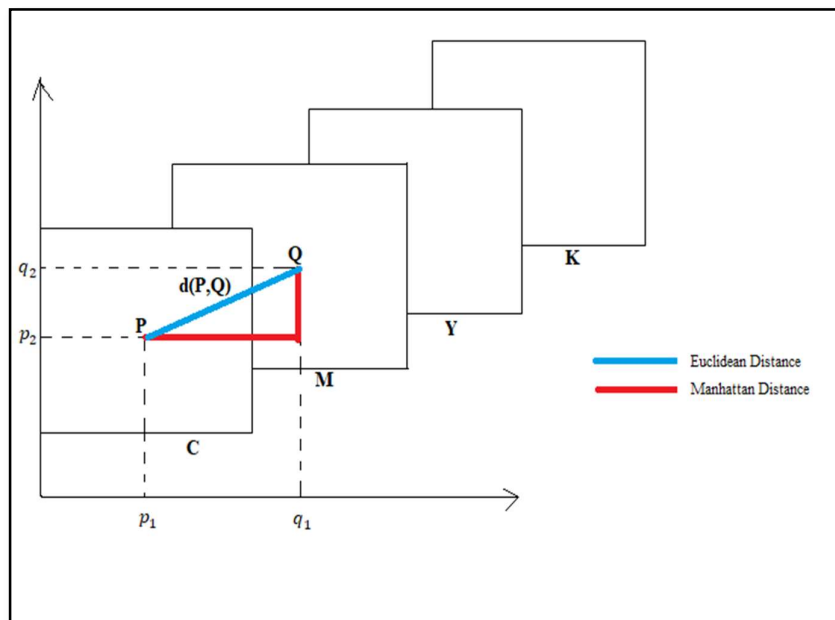 K
Q
q₂
d(P,Q)
Y
P
p₂
Euclidean Distance
M
Manhattan Distance
C
p₁
q₁